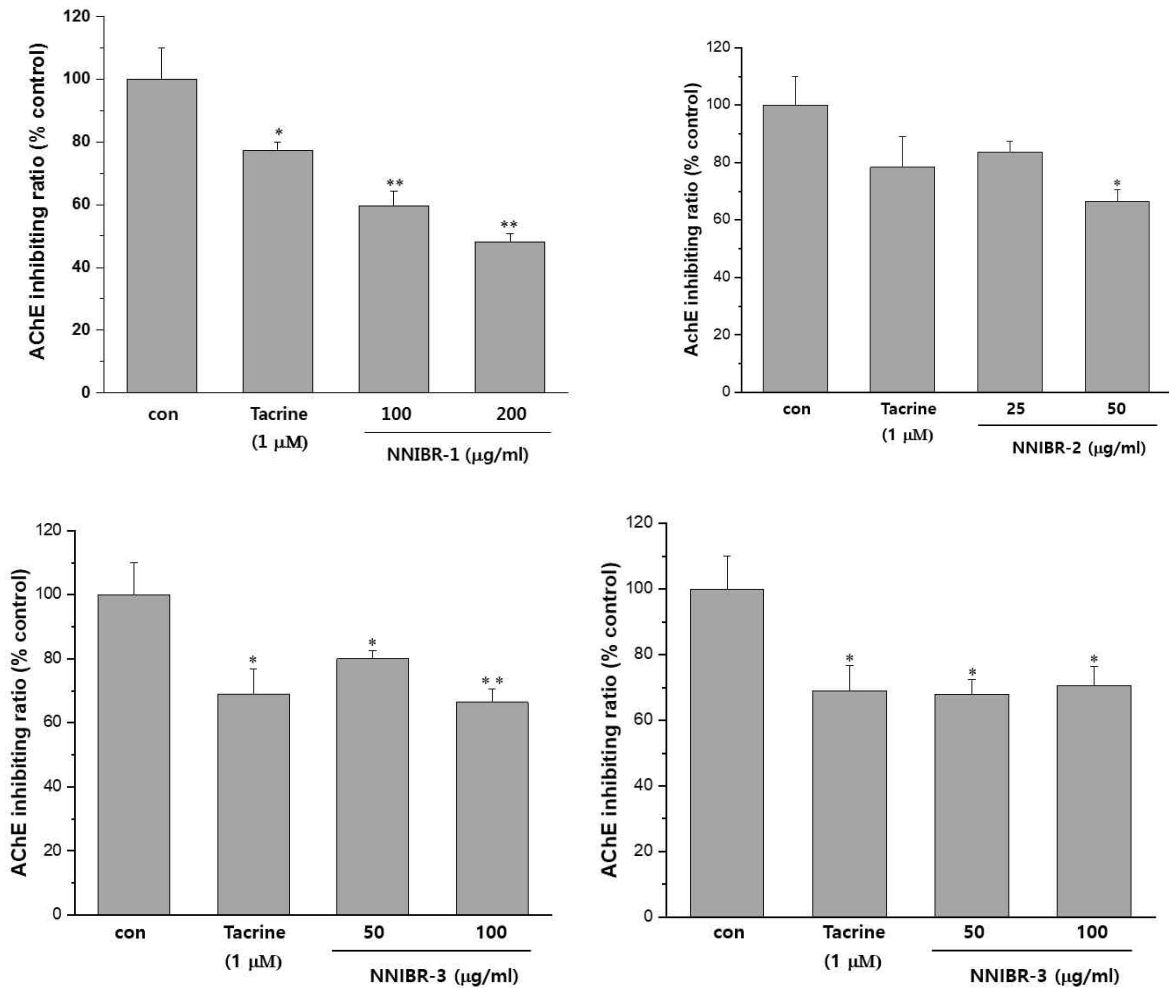 AChE inhibiting ratio (% control)
120
100
80
60
40
20
0
*
**
**
con
Tacrine
(1 μM)
100
200
NNIBR-1 (μg/ml)
AchE inhibiting ratio (% control)
120
100
80
60
40
20
0
*
con
Tacrine
(1 μM)
25
50
NNIBR-2 (μg/ml)
AChE inhibiting ratio (% control)
120
100
80
60
40
20
0
*
*
**
con
Tacrine
(1 μM)
50
100
NNIBR-3 (μg/ml)
AChE inhibiting ratio (% control)
120
100
80
60
40
20
0
*
*
*
con
Tacrine
(1 μM)
50
100
NNIBR-3 (μg/ml)